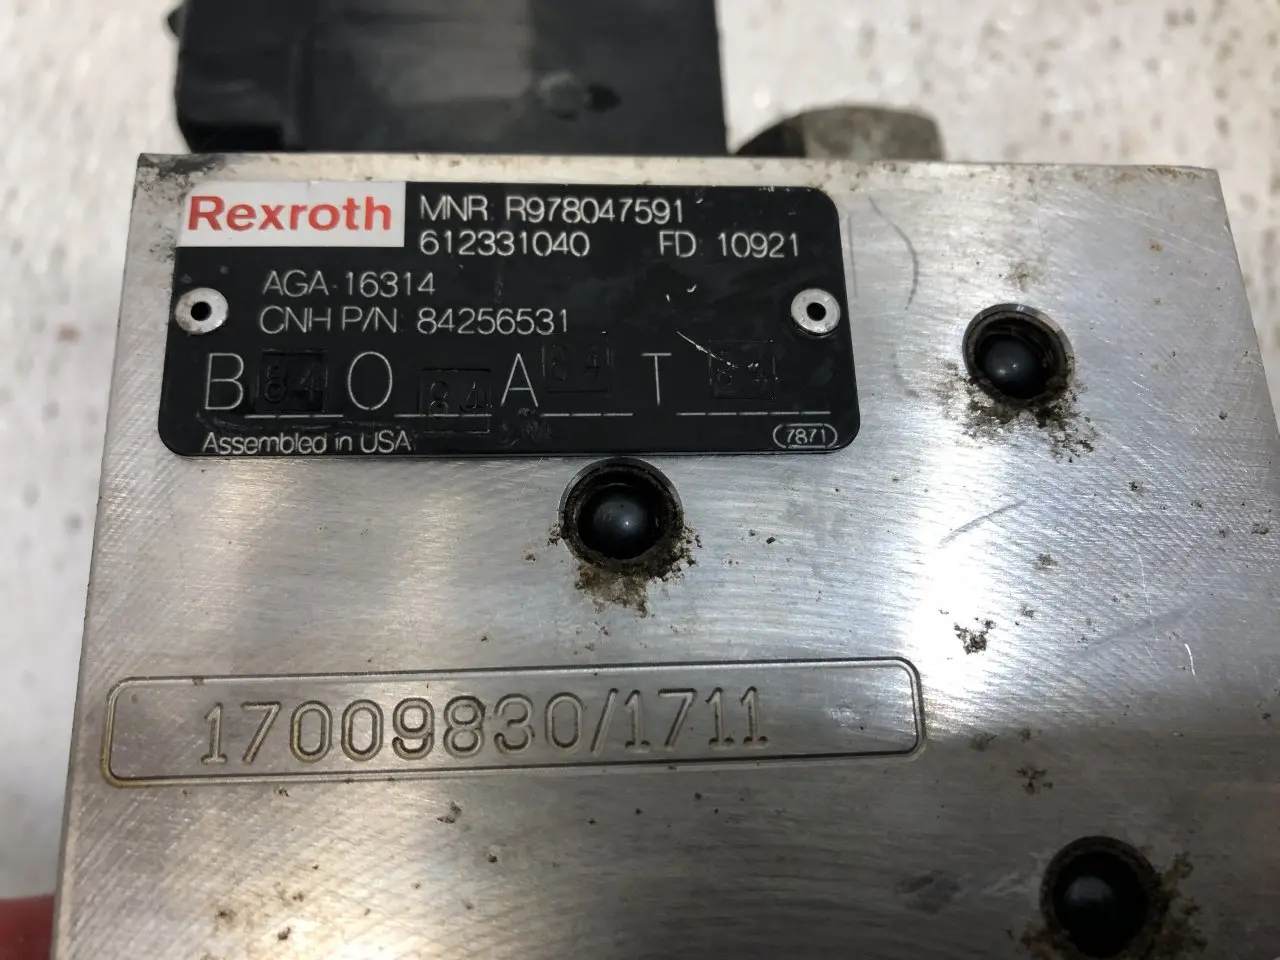 Rexroth
MNR R978047591
612331040 FD 10921
AGA 16314
CNH P/N 84256531
B 84 O 84 A 84 T 84
Assembled in USA
7871
17009830/1711